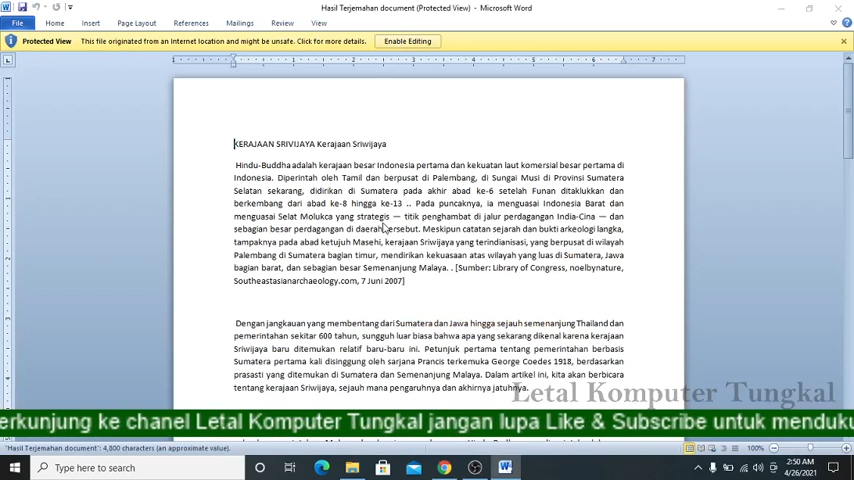 Hasil Terjemahan document (Protected View) - Microsoft Word
File Home Insert Page Layout References Mailings Review View
Protected View This file originated from an Internet location and might be unsafe. Click for more details. Enable Editing
1 1 2 3 4 5 6 7
KERAJAAN SRIVIJAYA Kerajaan Sriwijaya
Hindu-Buddha adalah kerajaan besar Indonesia pertama dan kekuatan laut komersial besar pertama di
Indonesia. Diperintah oleh Tamil dan berpusat di Palembang, di Sungai Musi di Provinsi Sumatera
Selatan sekarang, didirikan di Sumatera pada akhir abad ke-6 setelah Funan ditaklukkan dan
berkembang dari abad ke-8 hingga ke-13 .. Pada puncaknya, ia menguasai Indonesia Barat dan
menguasai Selat Molukca yang strategis — titik penghambat di jalur perdagangan India-Cina — dan
sebagian besar perdagangan di daerah tersebut. Meskipun catatan sejarah dan bukti arkeologi langka,
tampaknya pada abad ketujuh Masehi, kerajaan Sriwijaya yang terindianisasi, yang berpusat di wilayah
Palembang di Sumatera bagian timur, mendirikan kekuasaan atas wilayah yang luas di Sumatera, Jawa
bagian barat, dan sebagian besar Semenanjung Malaya. . [Sumber: Library of Congress, noelbynature,
Southeastasianarchaeology.com, 7 Juni 2007]
Dengan jangkauan yang membentang dari Sumatera dan Jawa hingga sejauh semenanjung Thailand dan
pemerintahan sekitar 600 tahun, sungguh luar biasa bahwa apa yang sekarang dikenal karena kerajaan
Sriwijaya baru ditemukan relatif baru-baru ini. Petunjuk pertama tentang pemerintahan berbasis
Sumatera pertama kali disinggung oleh sarjana Prancis terkemuka George Coedes 1918, berdasarkan
prasasti yang ditemukan di Sumatera dan Semenanjung Malaya. Dalam artikel ini, kita akan berbicara
tentang kerajaan Sriwijaya, sejauh mana pengaruhnya dan akhirnya jatuhnya.
Letal Komputer Tungkal
erkunjung ke chanel Letal Komputer Tungkal jangan lupa Like & Subscribe untuk menduku
"Hasil Terjemahan document": 4,800 characters (an approximate value). 100%
Type here to search
2:50 AM
4/26/2021